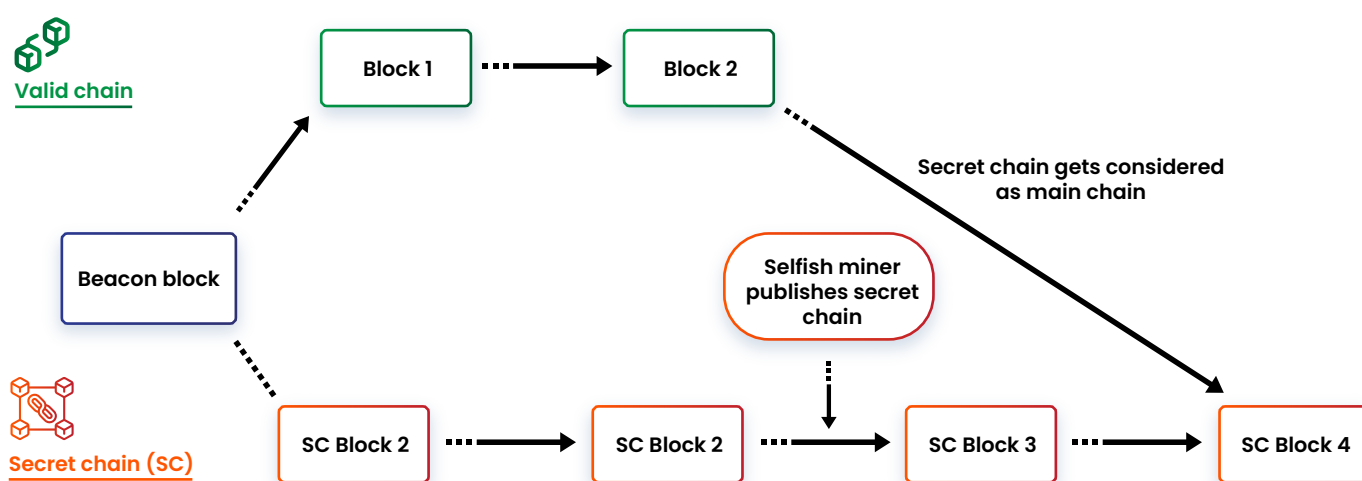 Valid chain
Block 1
Block 2
Secret chain gets considered
as main chain
Beacon block
Selfish miner
publishes secret
chain
Secret chain (SC)
SC Block 2
SC Block 2
SC Block 3
SC Block 4